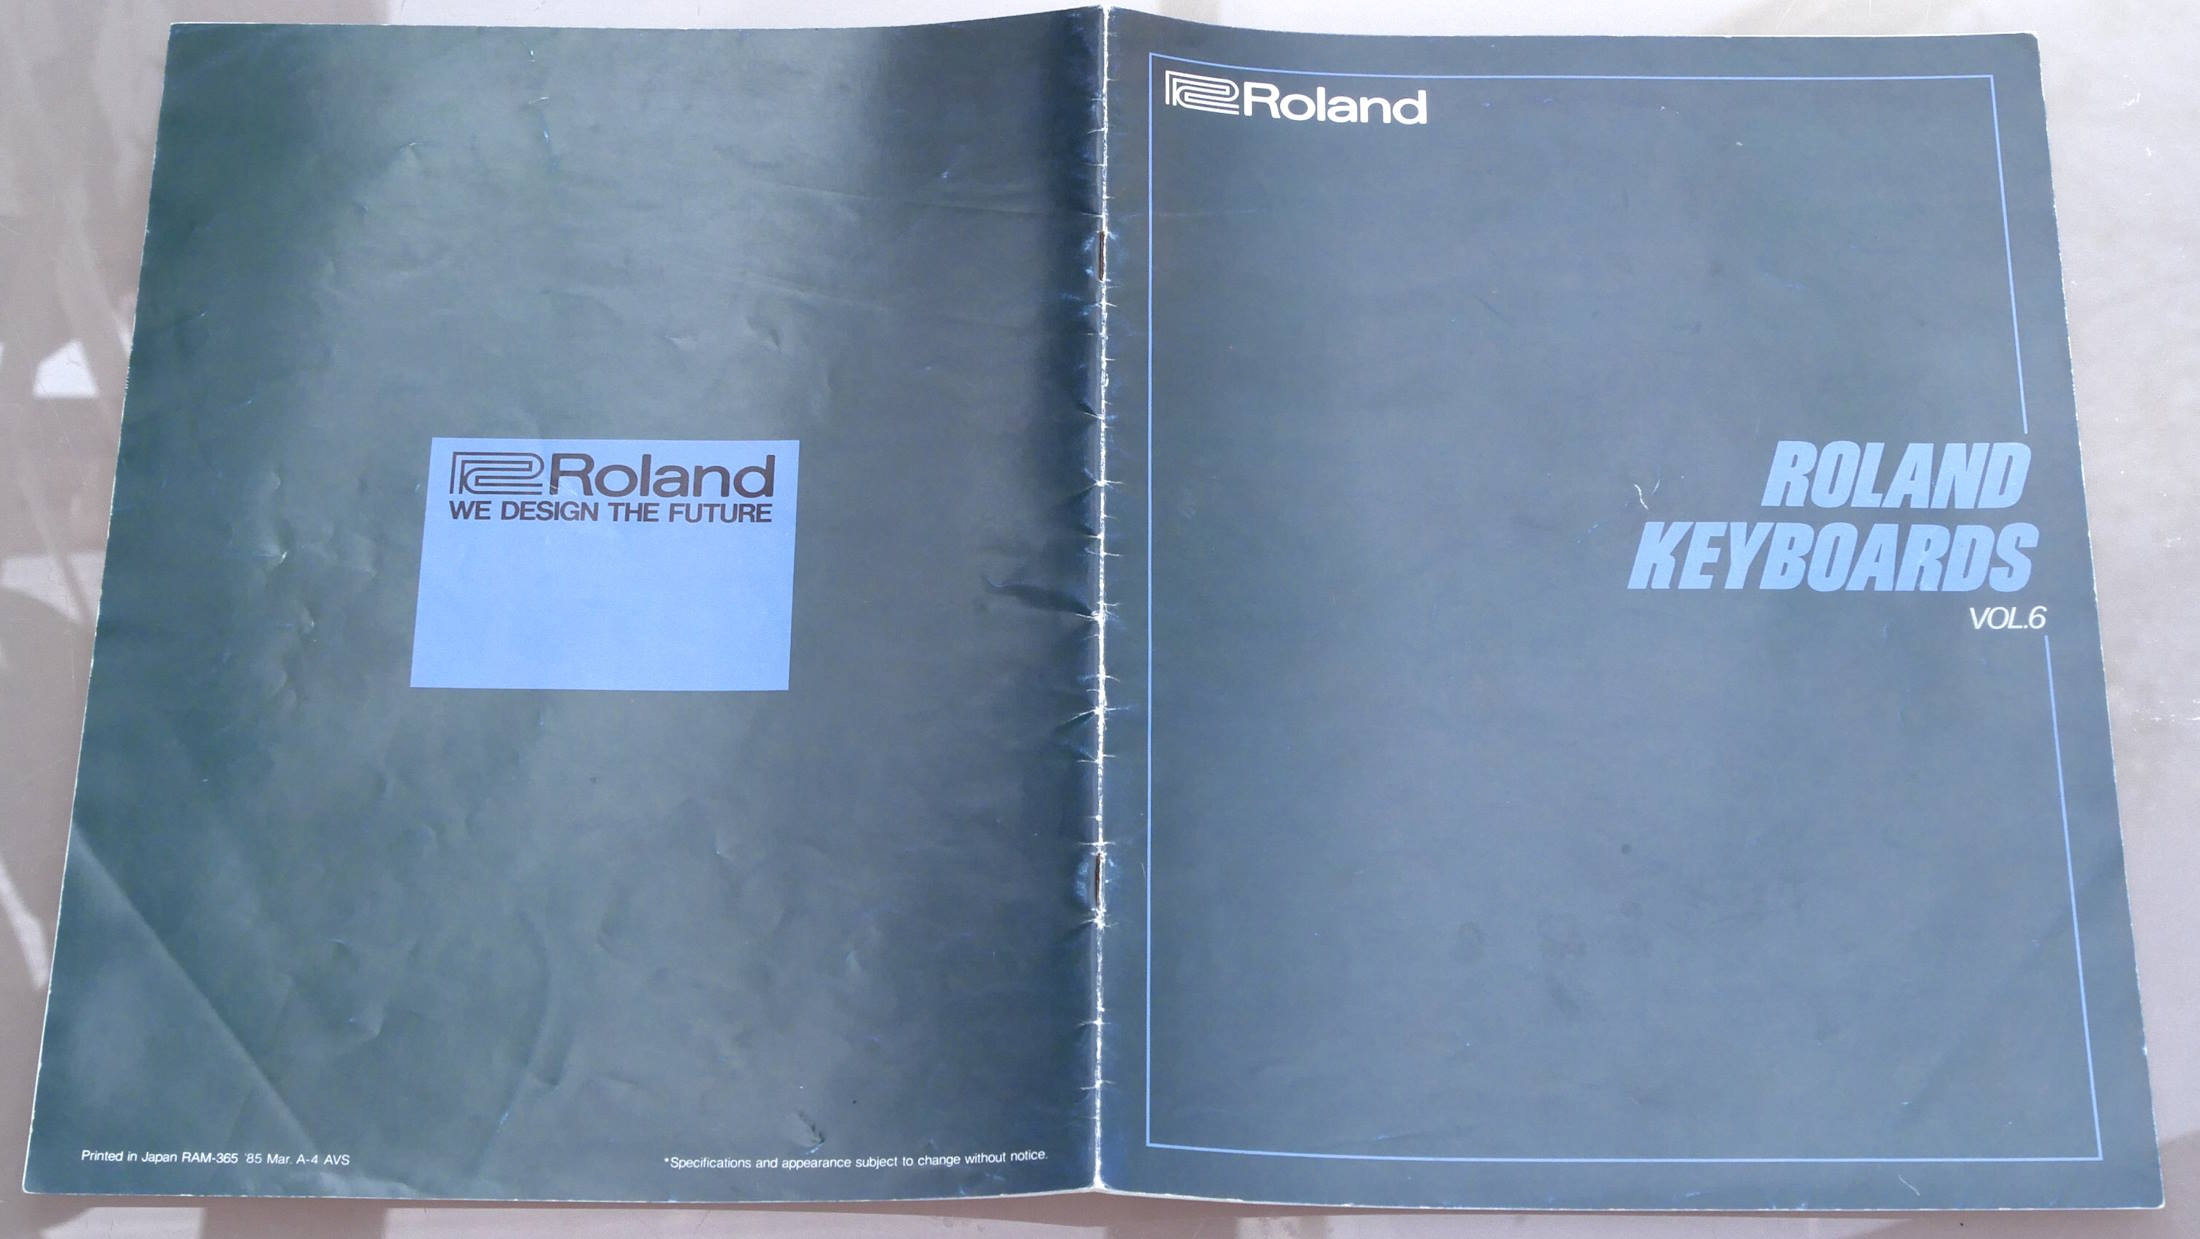 Roland
WE DESIGN THE FUTURE
Printed in Japan RAM-365 '85 Mar. A-4 AVS
*Specifications and appearance subject to change without notice.
Roland
ROLAND
KEYBOARDS
VOL.6